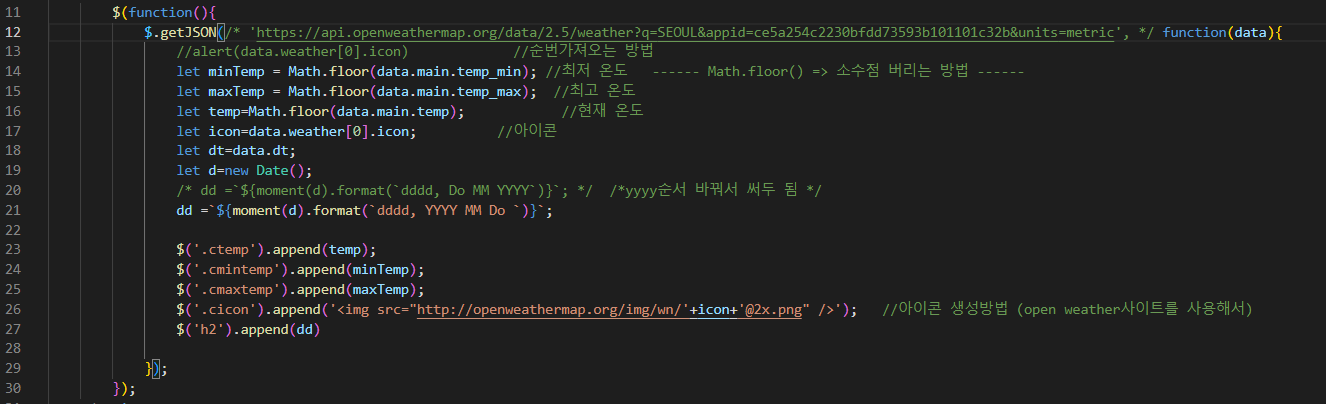 11 $(function(){
12 $.getJSON(/* 'https://api.openweathermap.org/data/2.5/weather?q=SEOUL&appid=ce5a254c2230bfdd73593b101101c32b&units=metric', */ function(data){
13 //alert(data.weather[0].icon) //순번가져오는 방법
14 let minTemp = Math.floor(data.main.temp_min); //최저 온도 ------ Math.floor() => 소수점 버리는 방법 ------
15 let maxTemp = Math.floor(data.main.temp_max); //최고 온도
16 let temp=Math.floor(data.main.temp); //현재 온도
17 let icon=data.weather[0].icon; //아이콘
18 let dt=data.dt;
19 let d=new Date();
20 /* dd =`${moment(d).format(`dddd, Do MM YYYY`)}`; */ /*yyyy순서 바꿔서 써두 됨 */
21 dd =`${moment(d).format(`dddd, YYYY MM Do `)}`;
22
23 $('.ctemp').append(temp);
24 $('.cmintemp').append(minTemp);
25 $('.cmaxtemp').append(maxTemp);
26 $('.cicon').append('<img src="http://openweathermap.org/img/wn/'+icon+'@2x.png" />'); //아이콘 생성방법 (open weather사이트를 사용해서)
27 $('h2').append(dd)
28
29 });
30 });